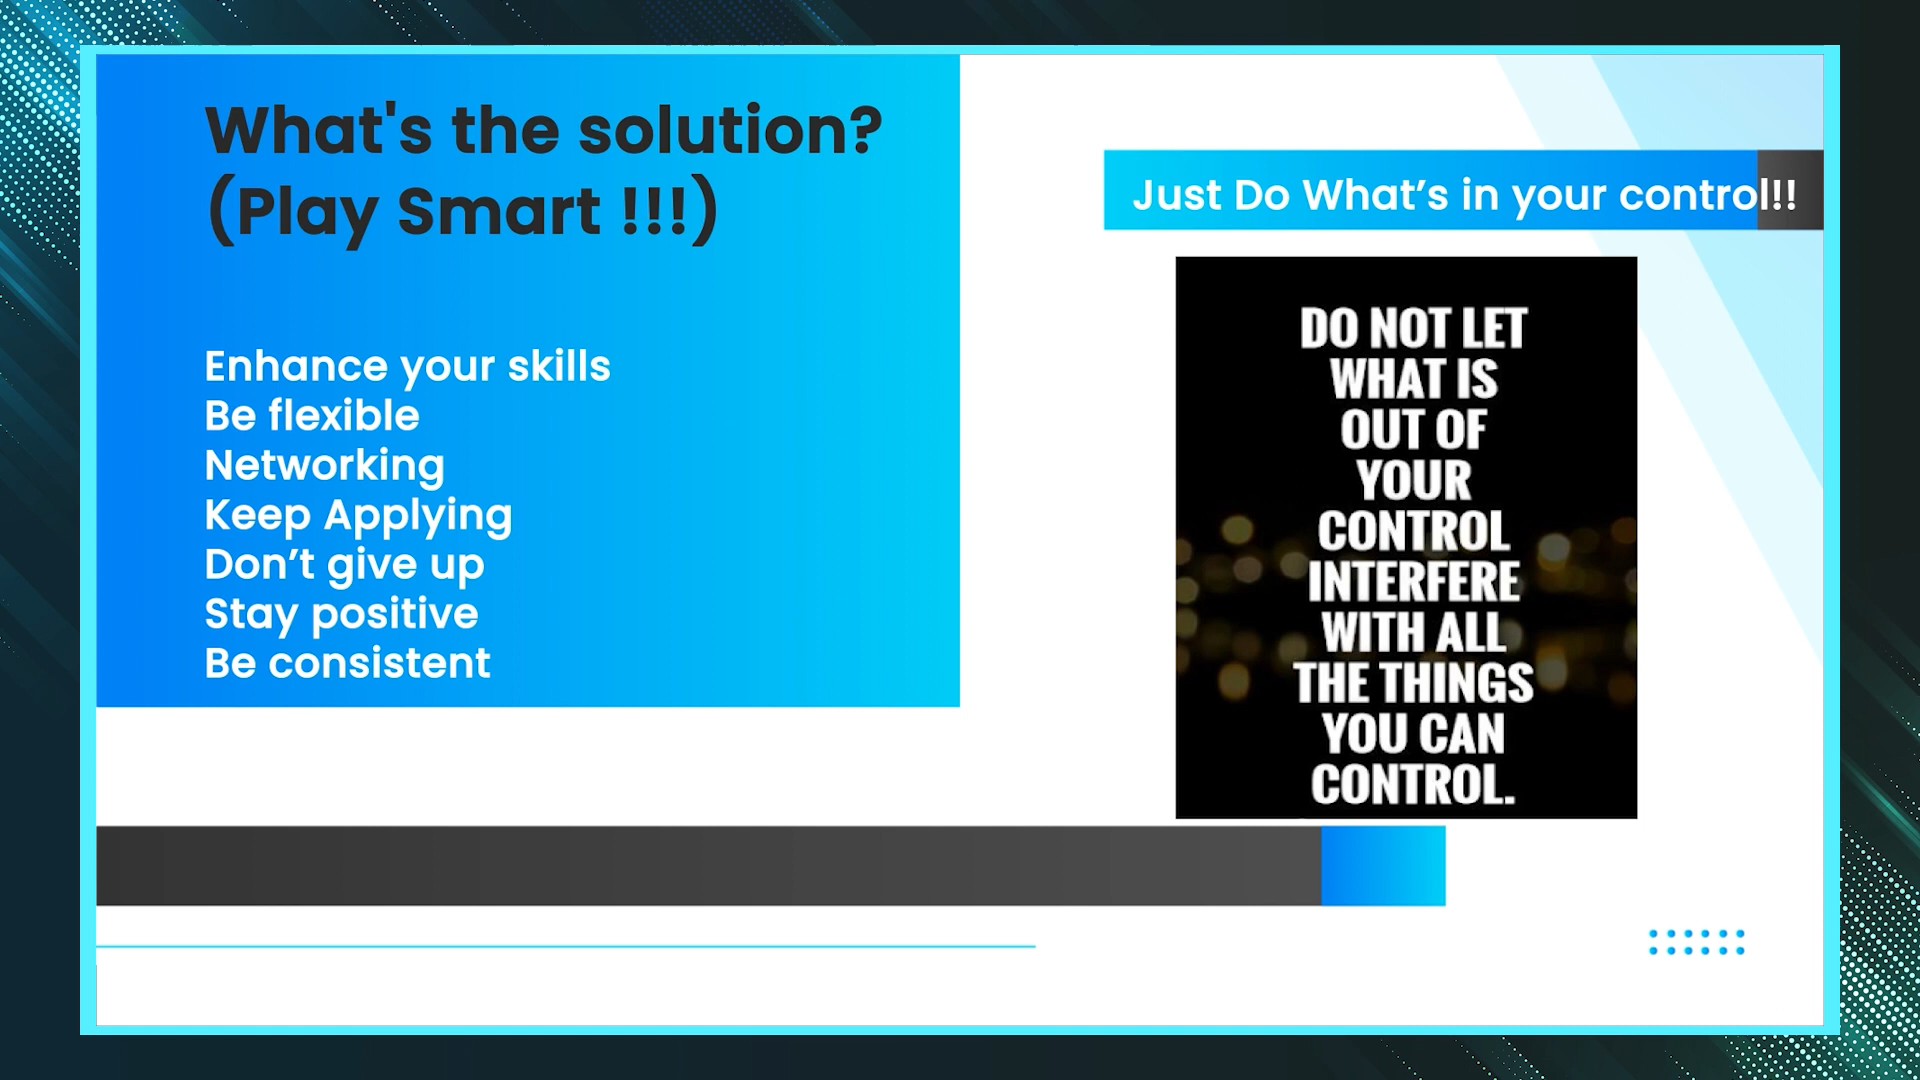 What's the solution?
(Play Smart !!!)
Enhance your skills
Be flexible
Networking
Keep Applying
Don’t give up
Stay positive
Be consistent
Just Do What’s in your control!!
DO NOT LET
WHAT IS
OUT OF
YOUR
CONTROL
INTERFERE
WITH ALL
THE THINGS
YOU CAN
CONTROL.